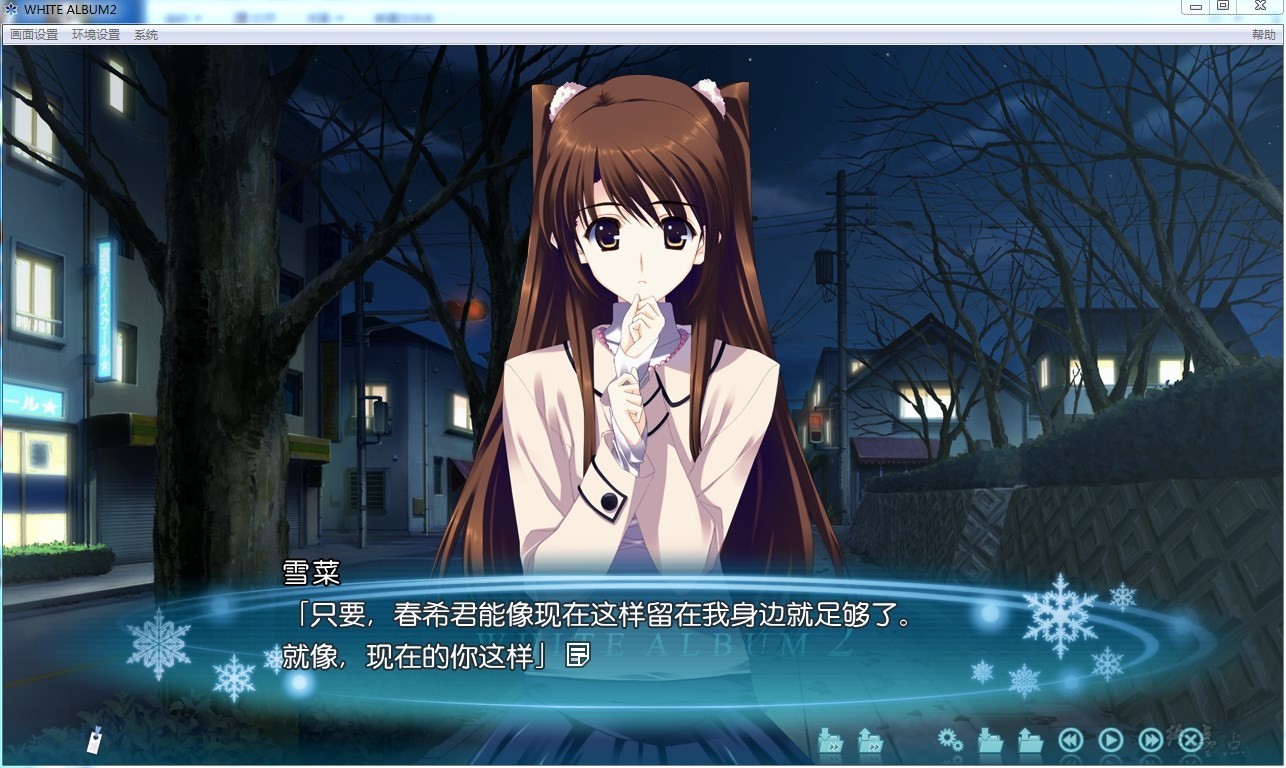 WHITE ALBUM2
画面设置 环境设置 系统 帮助
ール★
雪菜
「只要，春希君能像现在这样留在我身边就足够了。
就像，现在的你这样」
WHITE ALBUM 2